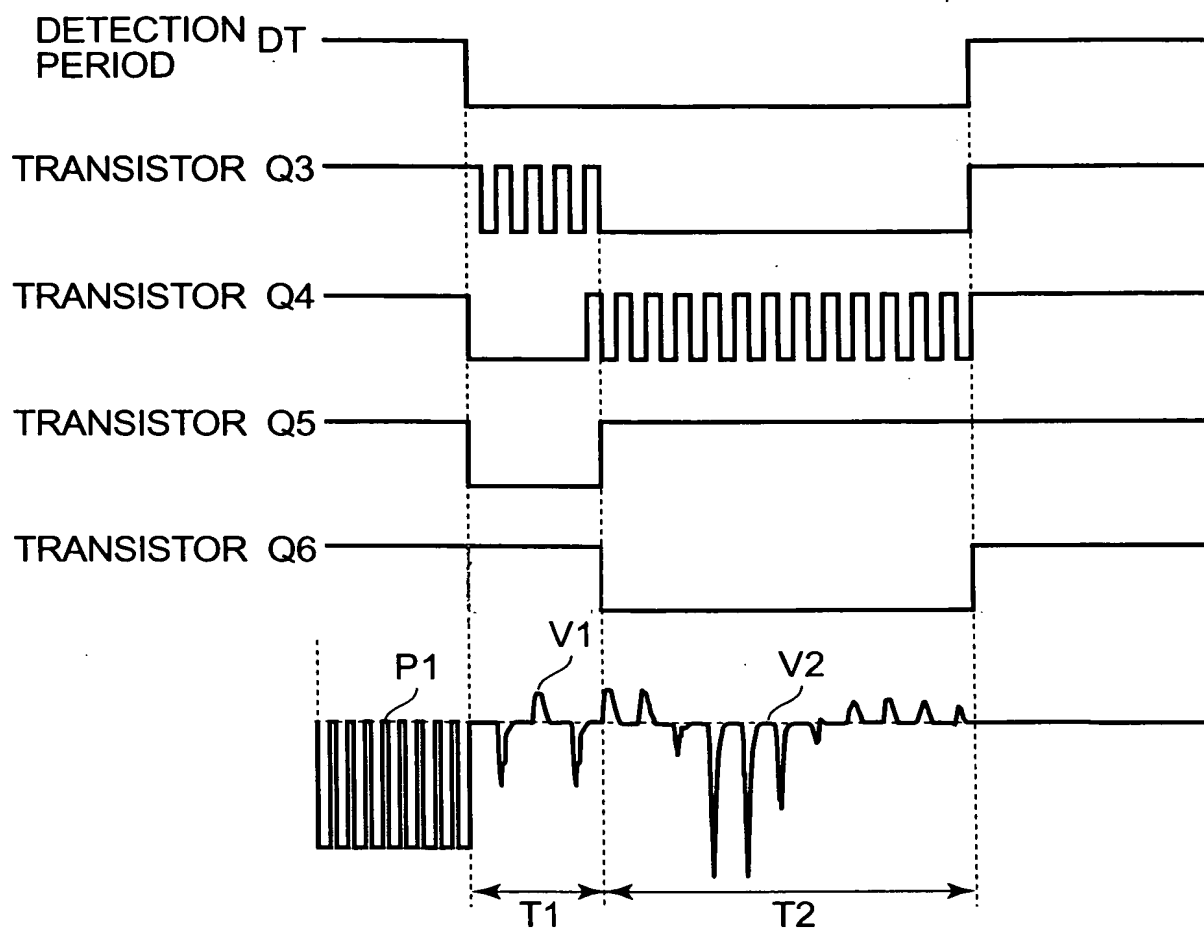 DETECTION DT
PERIOD
TRANSISTOR Q3
TRANSISTOR Q4
TRANSISTOR Q5
TRANSISTOR Q6
V1
P1
V2
T1
T2